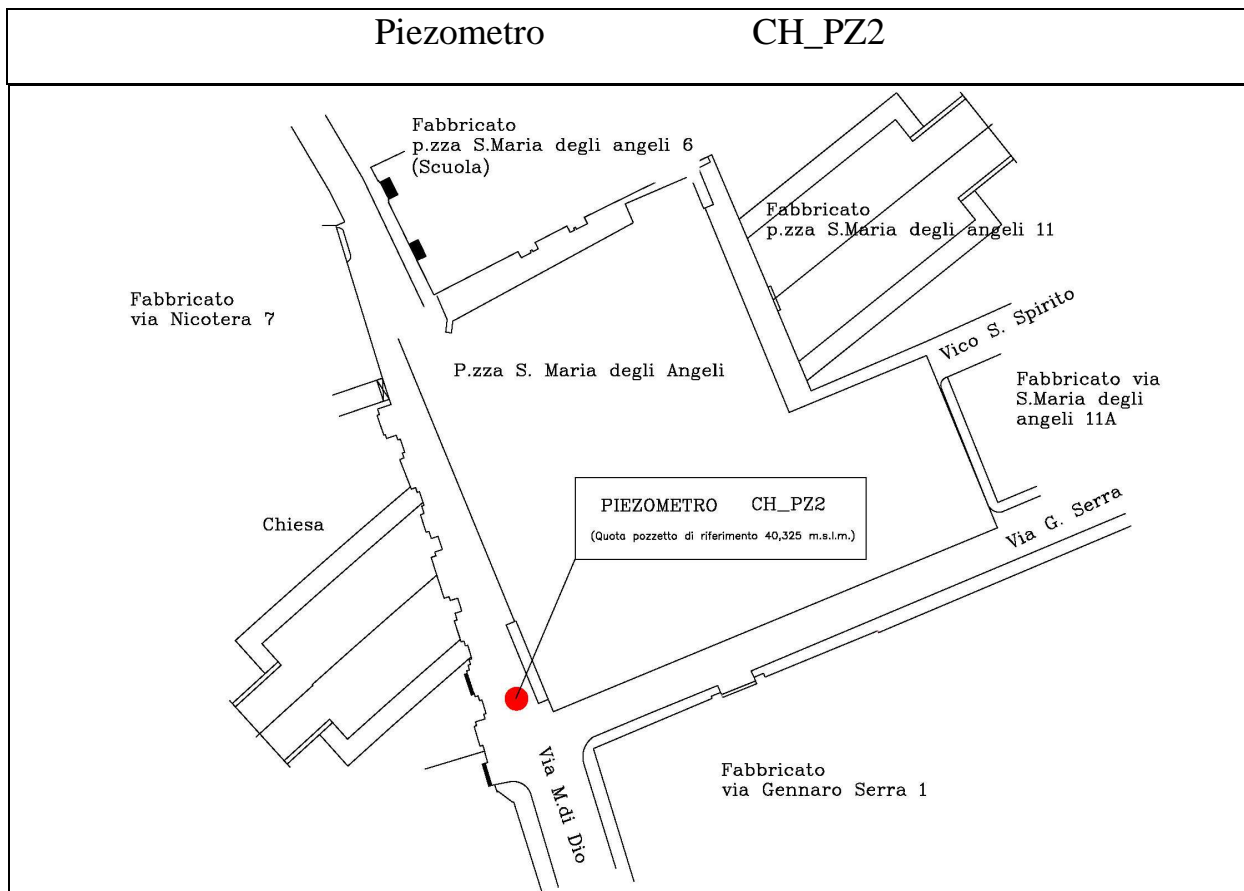 Piezometro CH_PZ2
Fabbricato
p.zza S.Maria degli angeli 6
(Scuola)
Fabbricato
p.zza S.Maria degli angeli 11
Fabbricato
via Nicotera 7
Vico S. Spirito
P.zza S. Maria degli Angeli
Fabbricato via
S.Maria degli
angeli 11A
PIEZOMETRO CH_PZ2
(Quota pozzetto di riferimento 40,325 m.s.l.m.)
Chiesa
Via G. Serra
Via M.di Dio
Fabbricato
via Gennaro Serra 1